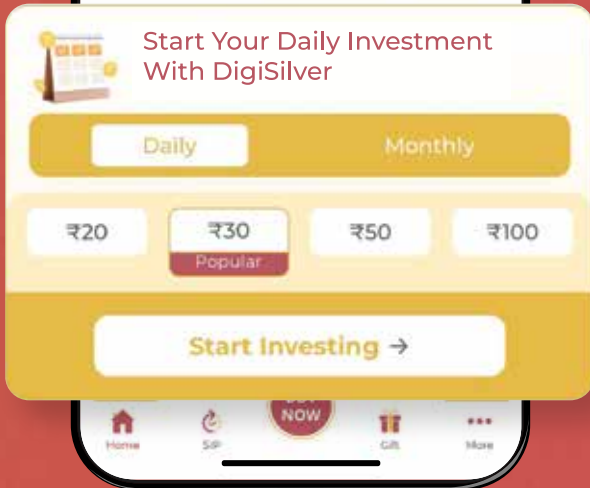 Start Your Daily Investment
With DigiSilver
Daily Monthly
₹20 ₹30 ₹50 ₹100
Popular
Start Investing →
NOW
Home SIP Gift More